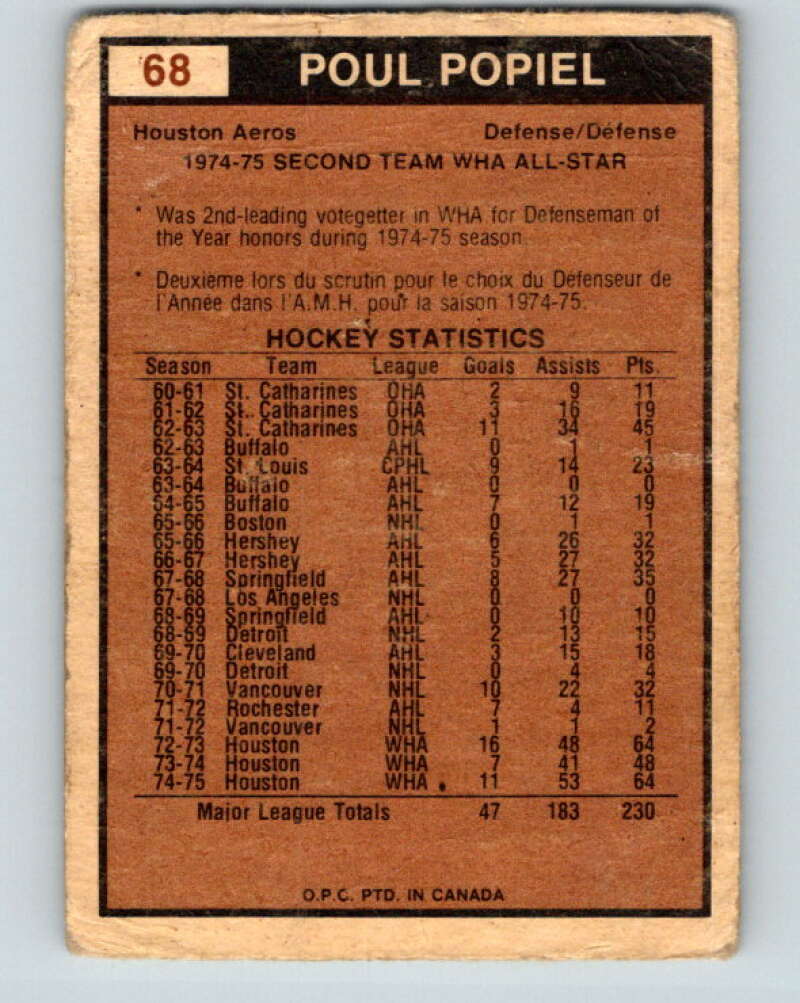 68 POUL POPIEL
Houston Aeros Defense/Défense
1974-75 SECOND TEAM WHA ALL-STAR
* Was 2nd-leading votegetter in WHA for Defenseman of
the Year honors during 1974-75 season.
* Deuxieme lors du scrutin pour le choix du Defenseur de
l'Année dans l'A.M.H. pour la saison 1974-75.
HOCKEY STATISTICS
Season Team League Goals Assists Pts.
60-61 St. Catharines OHA 2 9 11
61-62 St. Catharines OHA 3 16 19
62-63 St. Catharines OHA 11 34 45
62-63 Buffalo AHL 0 1 1
63-64 St. Louis CPHL 9 14 23
63-64 Buffalo AHL 0 0 0
64-65 Buffalo AHL 7 12 19
65-66 Boston NHL 0 1 1
65-66 Hershey AHL 6 26 32
66-67 Hershey AHL 5 27 32
67-68 Springfield AHL 8 27 35
67-68 Los Angeles NHL 0 0 0
68-69 Springfield AHL 0 10 10
68-69 Detroit NHL 2 13 15
69-70 Cleveland AHL 3 15 18
69-70 Detroit NHL 0 4 4
70-71 Vancouver NHL 10 22 32
71-72 Rochester AHL 7 4 11
71-72 Vancouver NHL 1 1 2
72-73 Houston WHA 16 48 64
73-74 Houston WHA 7 41 48
74-75 Houston WHA 11 53 64
Major League Totals 47 183 230
O.P.C. PTD. IN CANADA